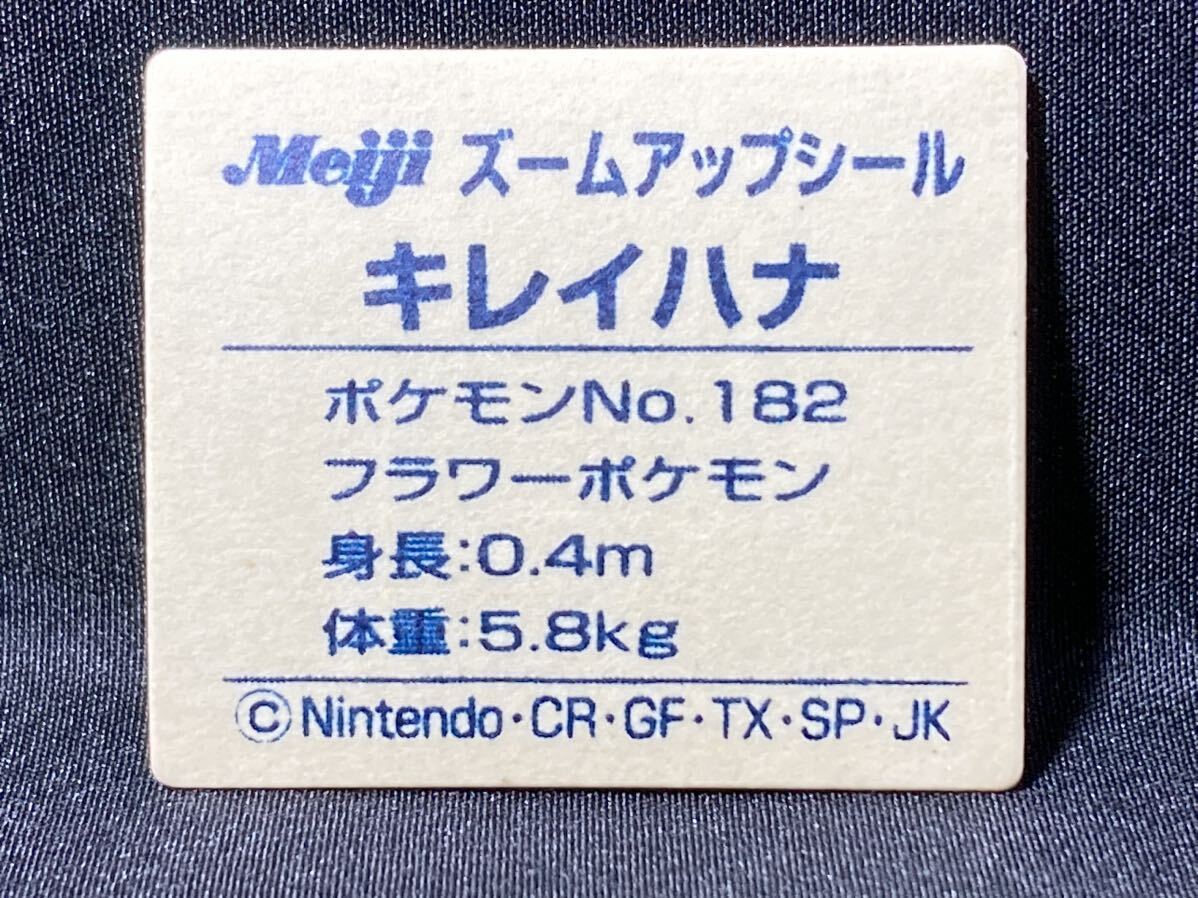 Meiji ズームアップシール
キレイハナ
ポケモンNo.182
フラワーポケモン
身長:0.4m
体重:5.8kg
©Nintendo・CR・GF・TX・SP・JK